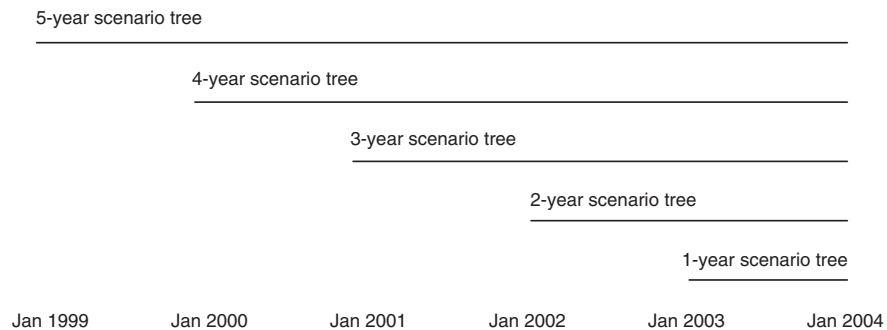 5-year scenario tree
4-year scenario tree
3-year scenario tree
2-year scenario tree
1-year scenario tree
Jan 1999 Jan 2000 Jan 2001 Jan 2002 Jan 2003 Jan 2004